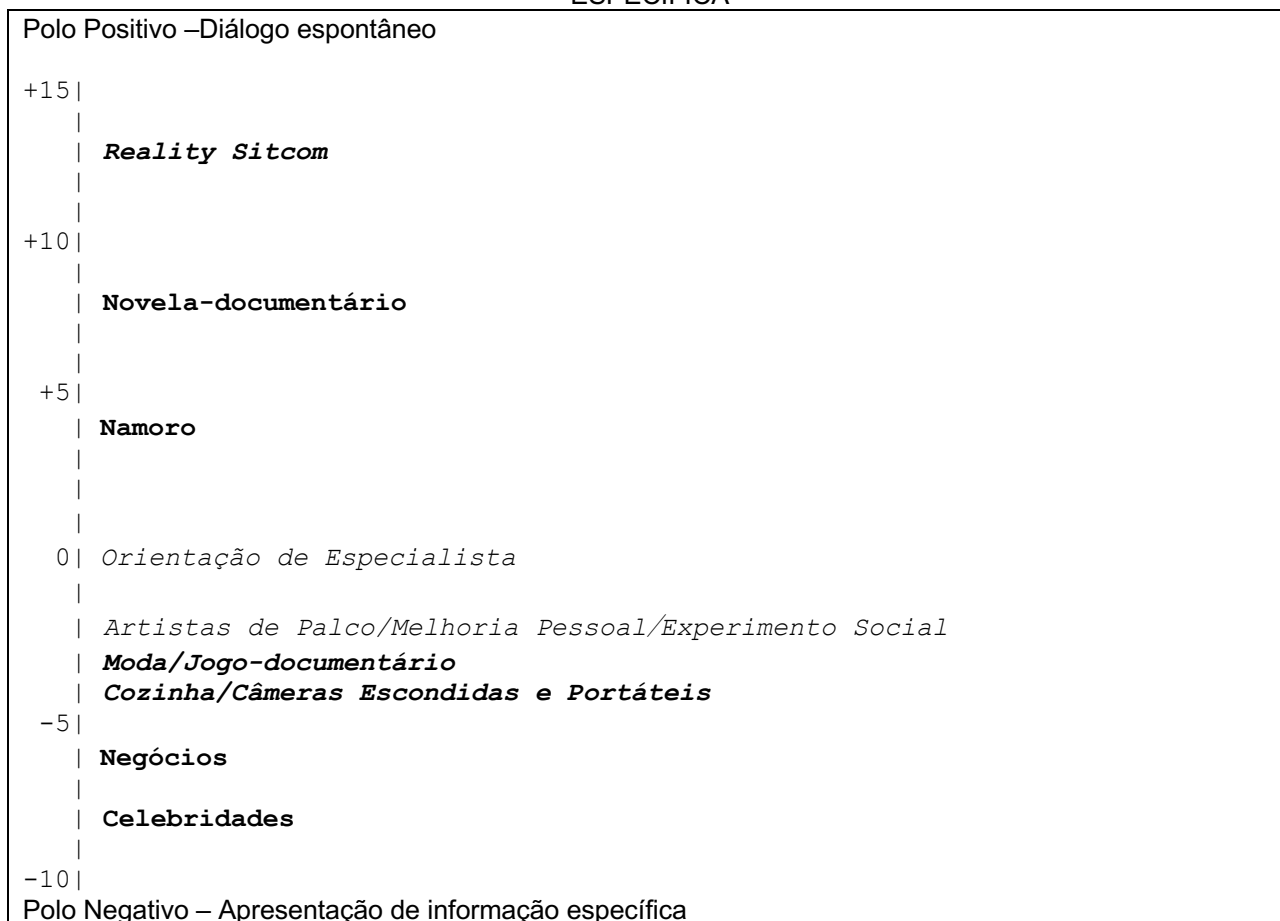 ESPECÍFICA
Polo Positivo –Diálogo espontâneo
+15|
|
| Reality Sitcom
|
|
+10|
|
| Novela-documentário
|
|
+5|
| Namoro
|
|
|
0| Orientação de Especialista
|
| Artistas de Palco/Melhoria Pessoal/Experimento Social
| Moda/Jogo-documentário
| Cozinha/Câmeras Escondidas e Portáteis
-5|
| Negócios
|
| Celebridades
|
-10|
Polo Negativo – Apresentação de informação específica